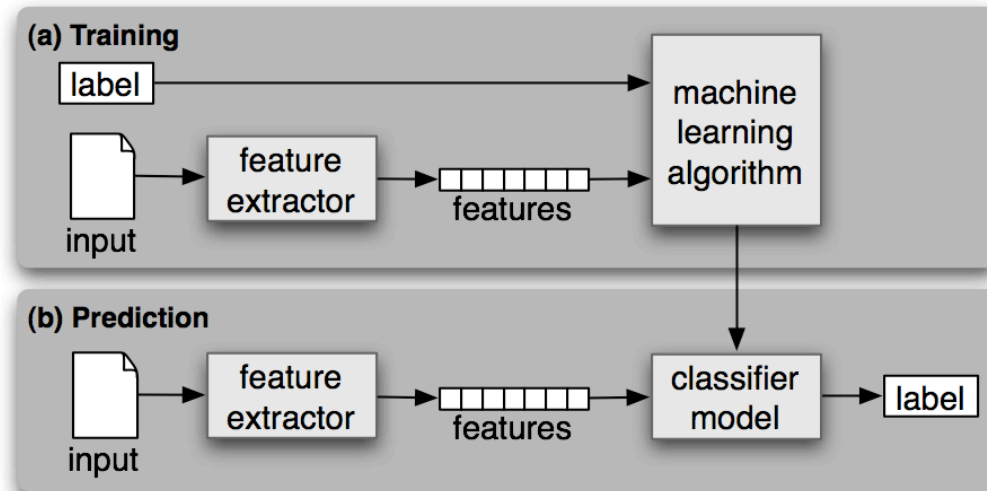 (a) Training
label
machine
learning
algorithm
feature
extractor
features
input
(b) Prediction
feature
extractor
features
input
classifier
model
label